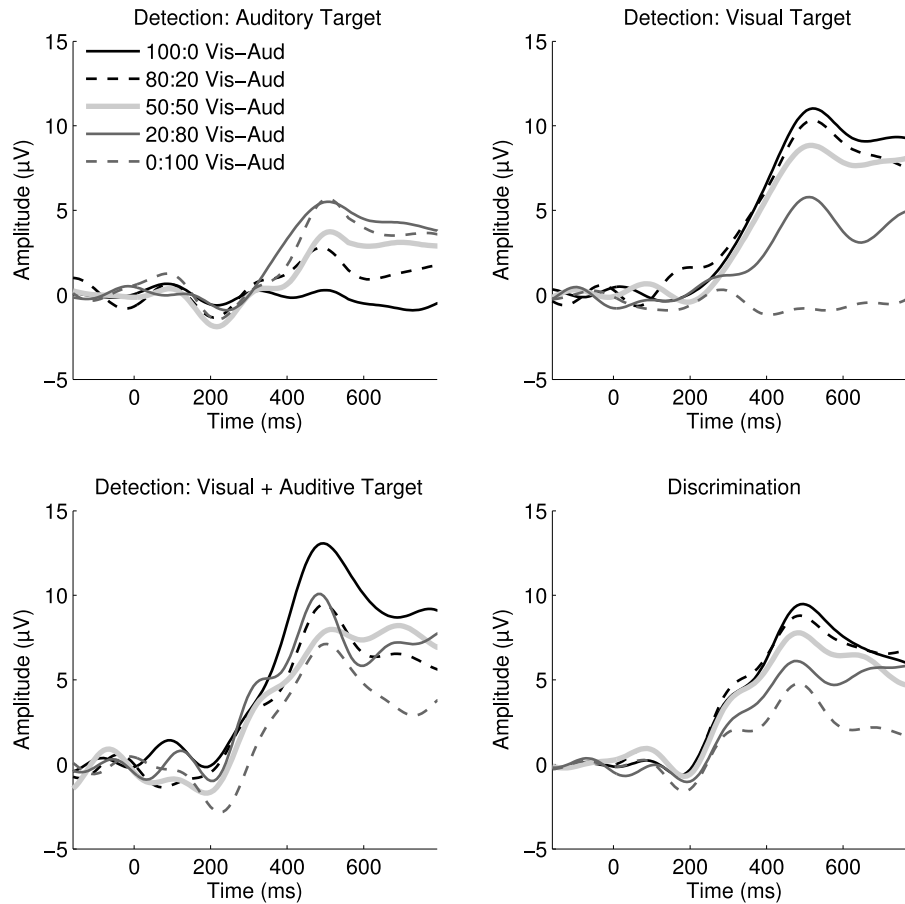 Detection: Auditory Target
100:0 Vis−Aud
80:20 Vis−Aud
50:50 Vis−Aud
20:80 Vis−Aud
0:100 Vis−Aud
15
10
5
0
−5
Amplitude (µV)
0 200 400 600
Time (ms)
Detection: Visual Target
15
10
5
0
−5
Amplitude (µV)
0 200 400 600
Time (ms)
Detection: Visual + Auditive Target
15
10
5
0
−5
Amplitude (µV)
0 200 400 600
Time (ms)
Discrimination
15
10
5
0
−5
Amplitude (µV)
0 200 400 600
Time (ms)